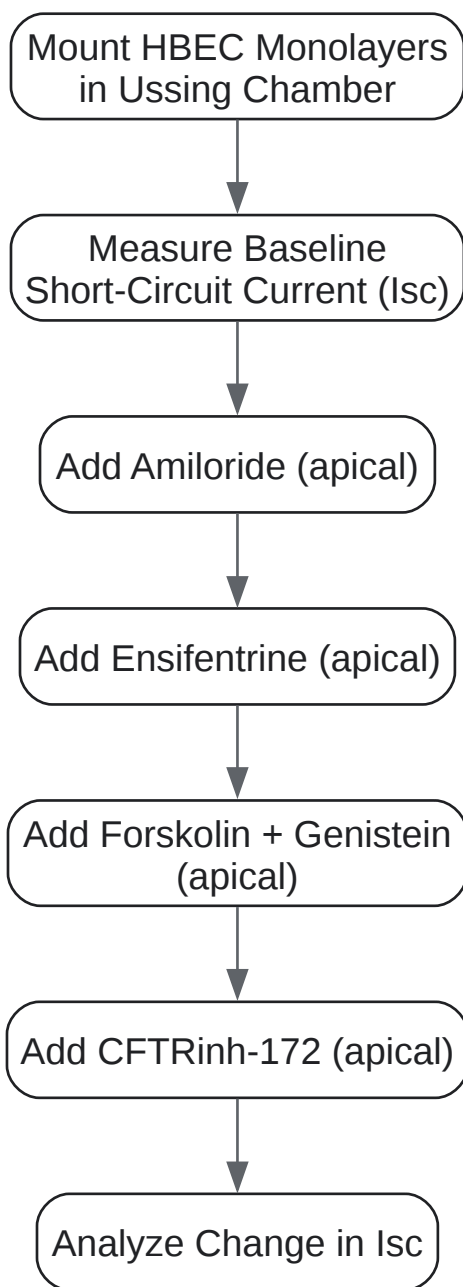 Mount HBEC Monolayers
in Ussing Chamber
Measure Baseline
Short-Circuit Current (Isc)
Add Amiloride (apical)
Add Ensifentrine (apical)
Add Forskolin + Genistein
(apical)
Add CFTRinh-172 (apical)
Analyze Change in Isc